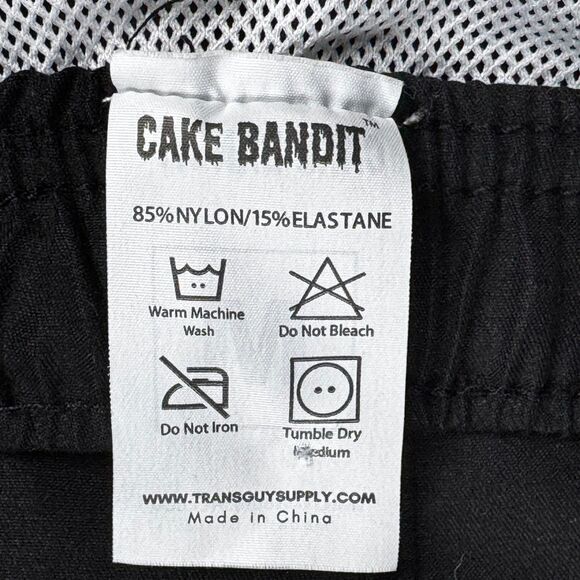 CAKE BANDIT™
85%NYLON/15%ELASTANE
Warm Machine
Wash
Do Not Bleach
Do Not Iron
Tumble Dry
Medium
WWW.TRANSGUYSUPPLY.COM
Made in China